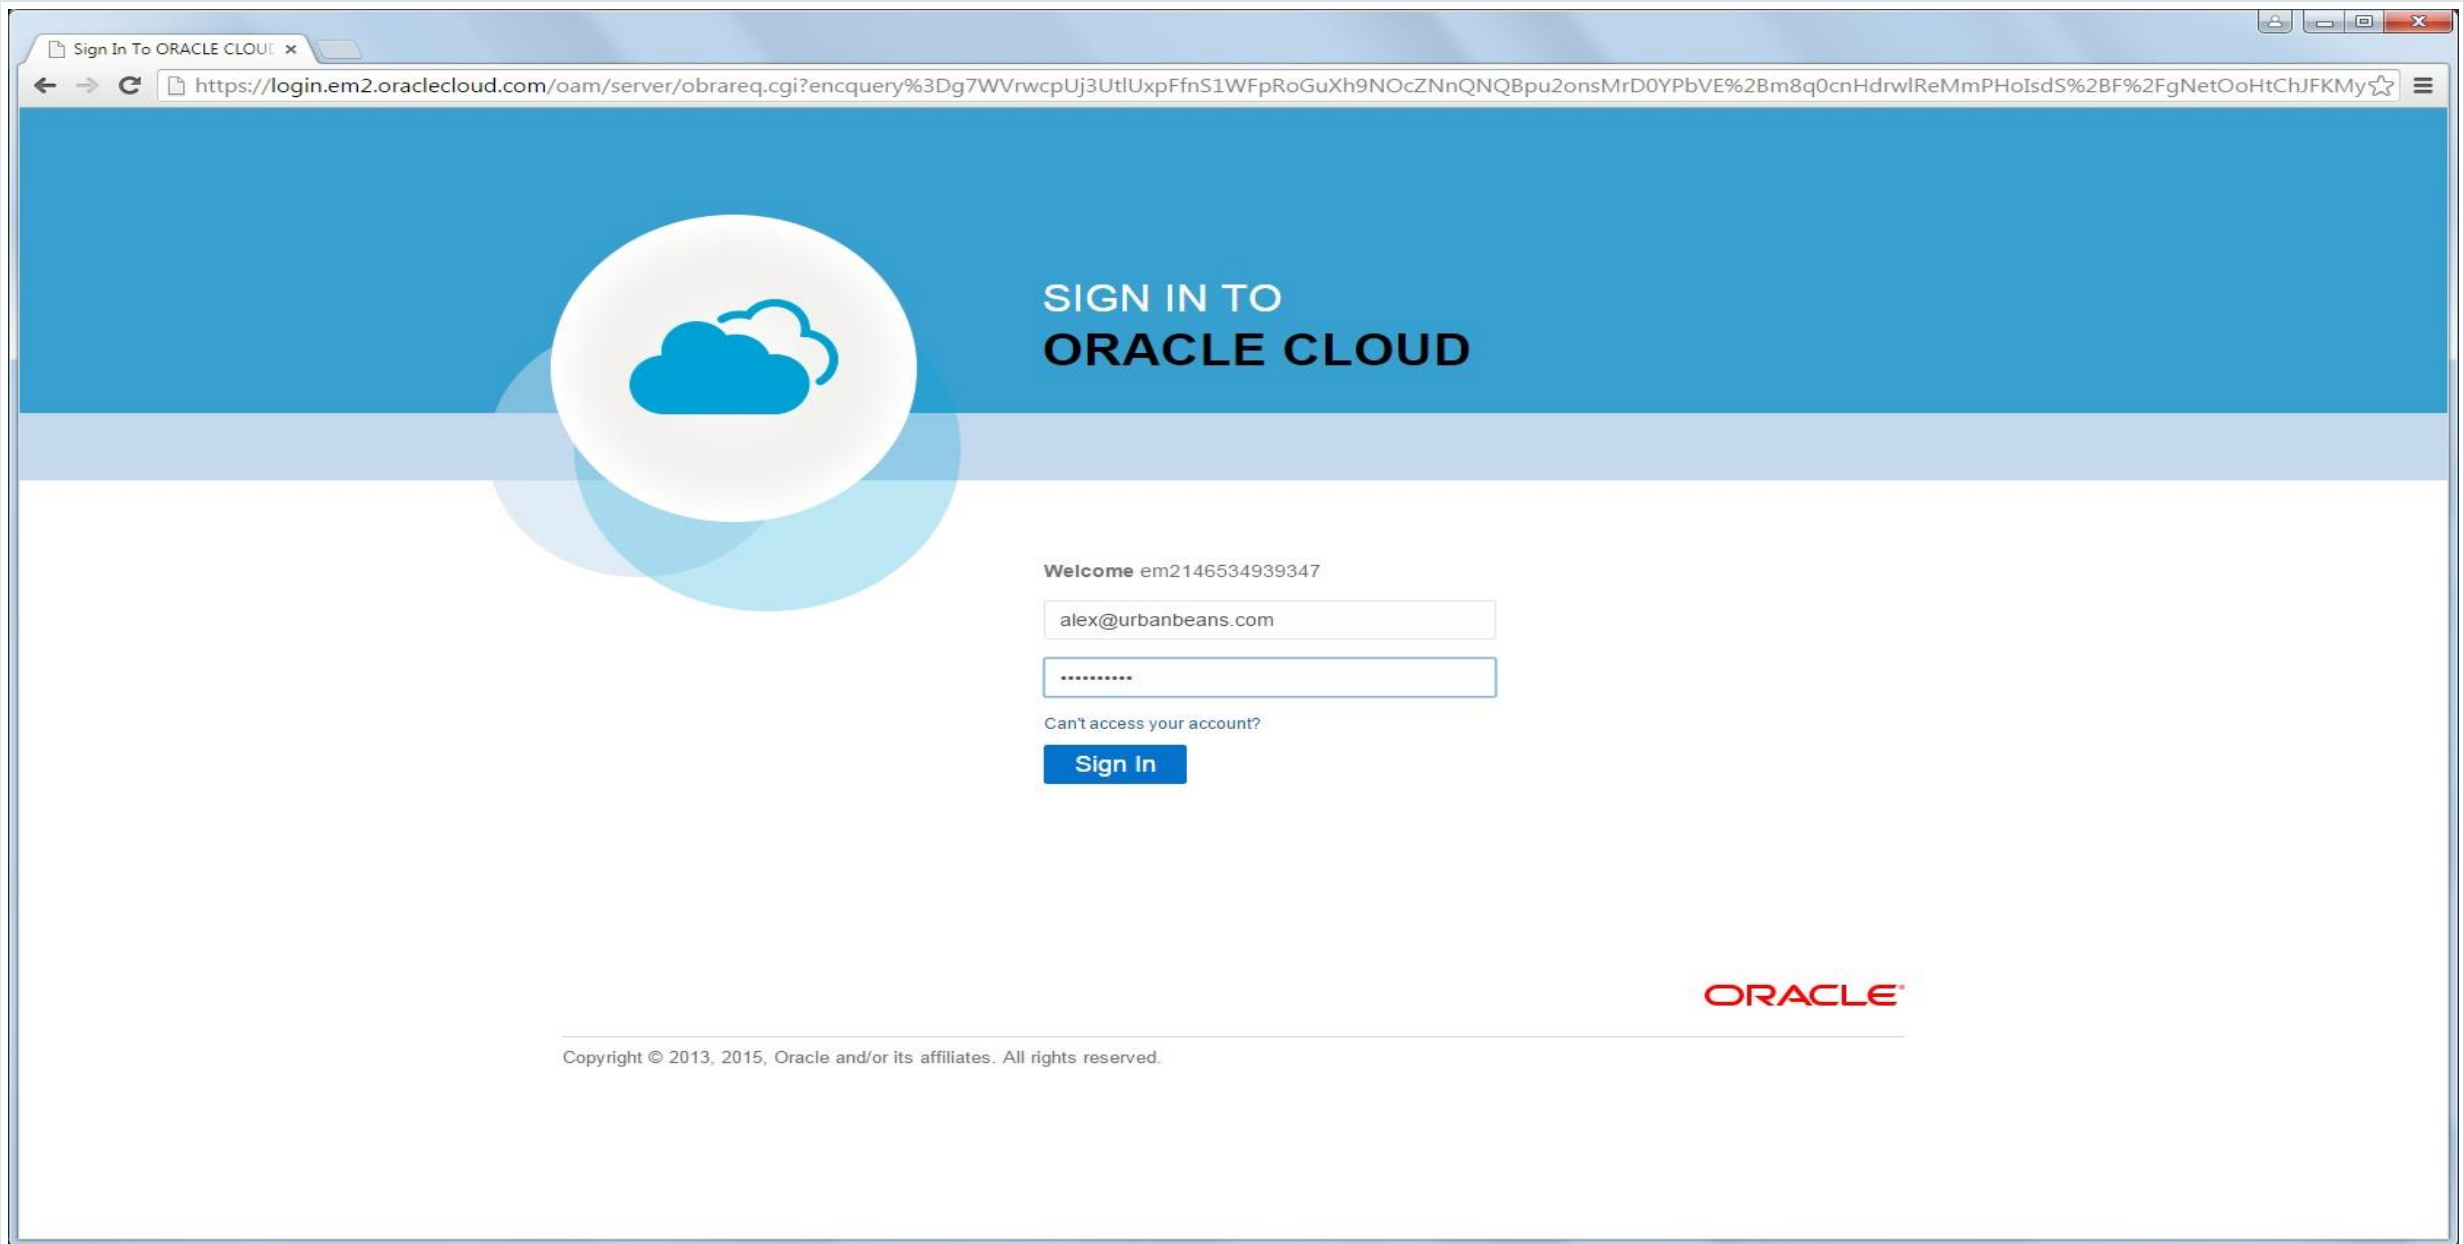 Sign In To ORACLE CLOU
https://login.em2.oraclecloud.com/oam/server/obrareq.cgi?encquery%3Dg7WVrwcpUj3UtlUxpFfnS1WFpRoGuXh9NOcZNnQNQBpu2onsMrD0YPbVE%2Bm8q0cnHdrwlReMmPHoIsdS%2BF%2FgNetOoHtChJFKMy
SIGN IN TO
ORACLE CLOUD
Welcome em2146534939347
alex@urbanbeans.com
••••••••••
Can't access your account?
Sign In
ORACLE
Copyright © 2013, 2015, Oracle and/or its affiliates. All rights reserved.